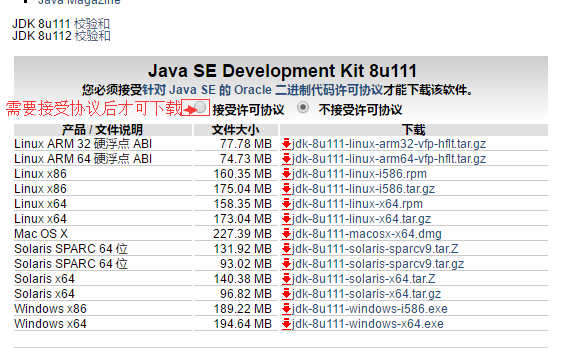 Java Magazine
JDK 8u111 校验和
JDK 8u112 校验和
Java SE Development Kit 8u111
您必须接受针对 Java SE 的 Oracle 二进制代码许可协议才能下载该软件。
需要接受协议后才可下载 接受许可协议 不接受许可协议
产品 / 文件说明 文件大小 下载
Linux ARM 32 硬浮点 ABI 77.78 MB jdk-8u111-linux-arm32-vfp-hflt.tar.gz
Linux ARM 64 硬浮点 ABI 74.73 MB jdk-8u111-linux-arm64-vfp-hflt.tar.gz
Linux x86 160.35 MB jdk-8u111-linux-i586.rpm
Linux x86 175.04 MB jdk-8u111-linux-i586.tar.gz
Linux x64 158.35 MB jdk-8u111-linux-x64.rpm
Linux x64 173.04 MB jdk-8u111-linux-x64.tar.gz
Mac OS X 227.39 MB jdk-8u111-macosx-x64.dmg
Solaris SPARC 64 位 131.92 MB jdk-8u111-solaris-sparcv9.tar.Z
Solaris SPARC 64 位 93.02 MB jdk-8u111-solaris-sparcv9.tar.gz
Solaris x64 140.38 MB jdk-8u111-solaris-x64.tar.Z
Solaris x64 96.82 MB jdk-8u111-solaris-x64.tar.gz
Windows x86 189.22 MB jdk-8u111-windows-i586.exe
Windows x64 194.64 MB jdk-8u111-windows-x64.exe